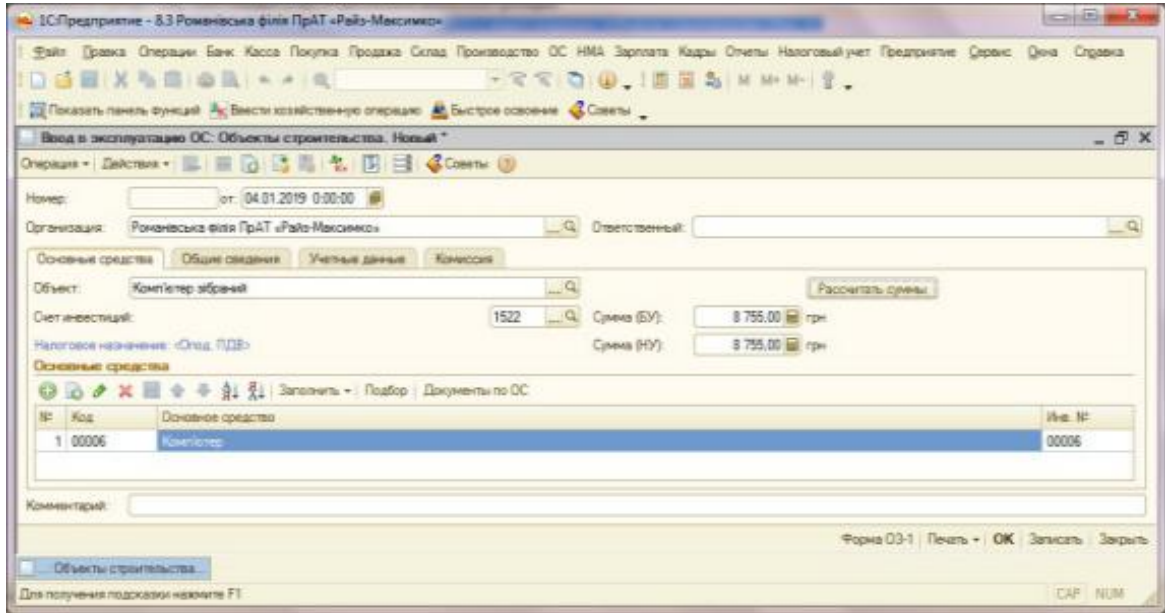 1С:Предприятие - 8.3 Романівська філія ПрАТ «Райз-Максимко»
Файл Правка Операции Банк Касса Покупка Продажа Склад Производство ОС НМА Зарплата Кадры Отчеты Налоговый учет Предприятие Сервис Окна Справка
M M+ M-
Показать панель функций Ввести хозяйственную операцию Быстрое освоение Советы
Ввод в эксплуатацию ОС: Объекты строительства. Новый *
Операция Действия Советы
Номер: от: 04.01.2019 0:00:00
Организация: Романівська філія ПрАТ «Райз-Максимко» ... Ответственный: ...
Основные средства Общие сведения Учетные данные Комиссия
Объект: Комп'ютер зібраний ... Рассчитать суммы
Счет инвестиций: 1522 ... Сумма (БУ): 8 755.00 грн
Налоговое назначение: <Опод. ПДВ> Сумма (НУ): 8 755.00 грн
Основные средства
Заполнить Подбор Документы по ОС
№ Код Основное средство Инв. №
1 00006 Комп'ютер 00006
Комментарий:
Форма ОЗ-1 Печать OK Записать Закрыть
Объекты строительства...
Для получения подсказки нажмите F1 CAP NUM